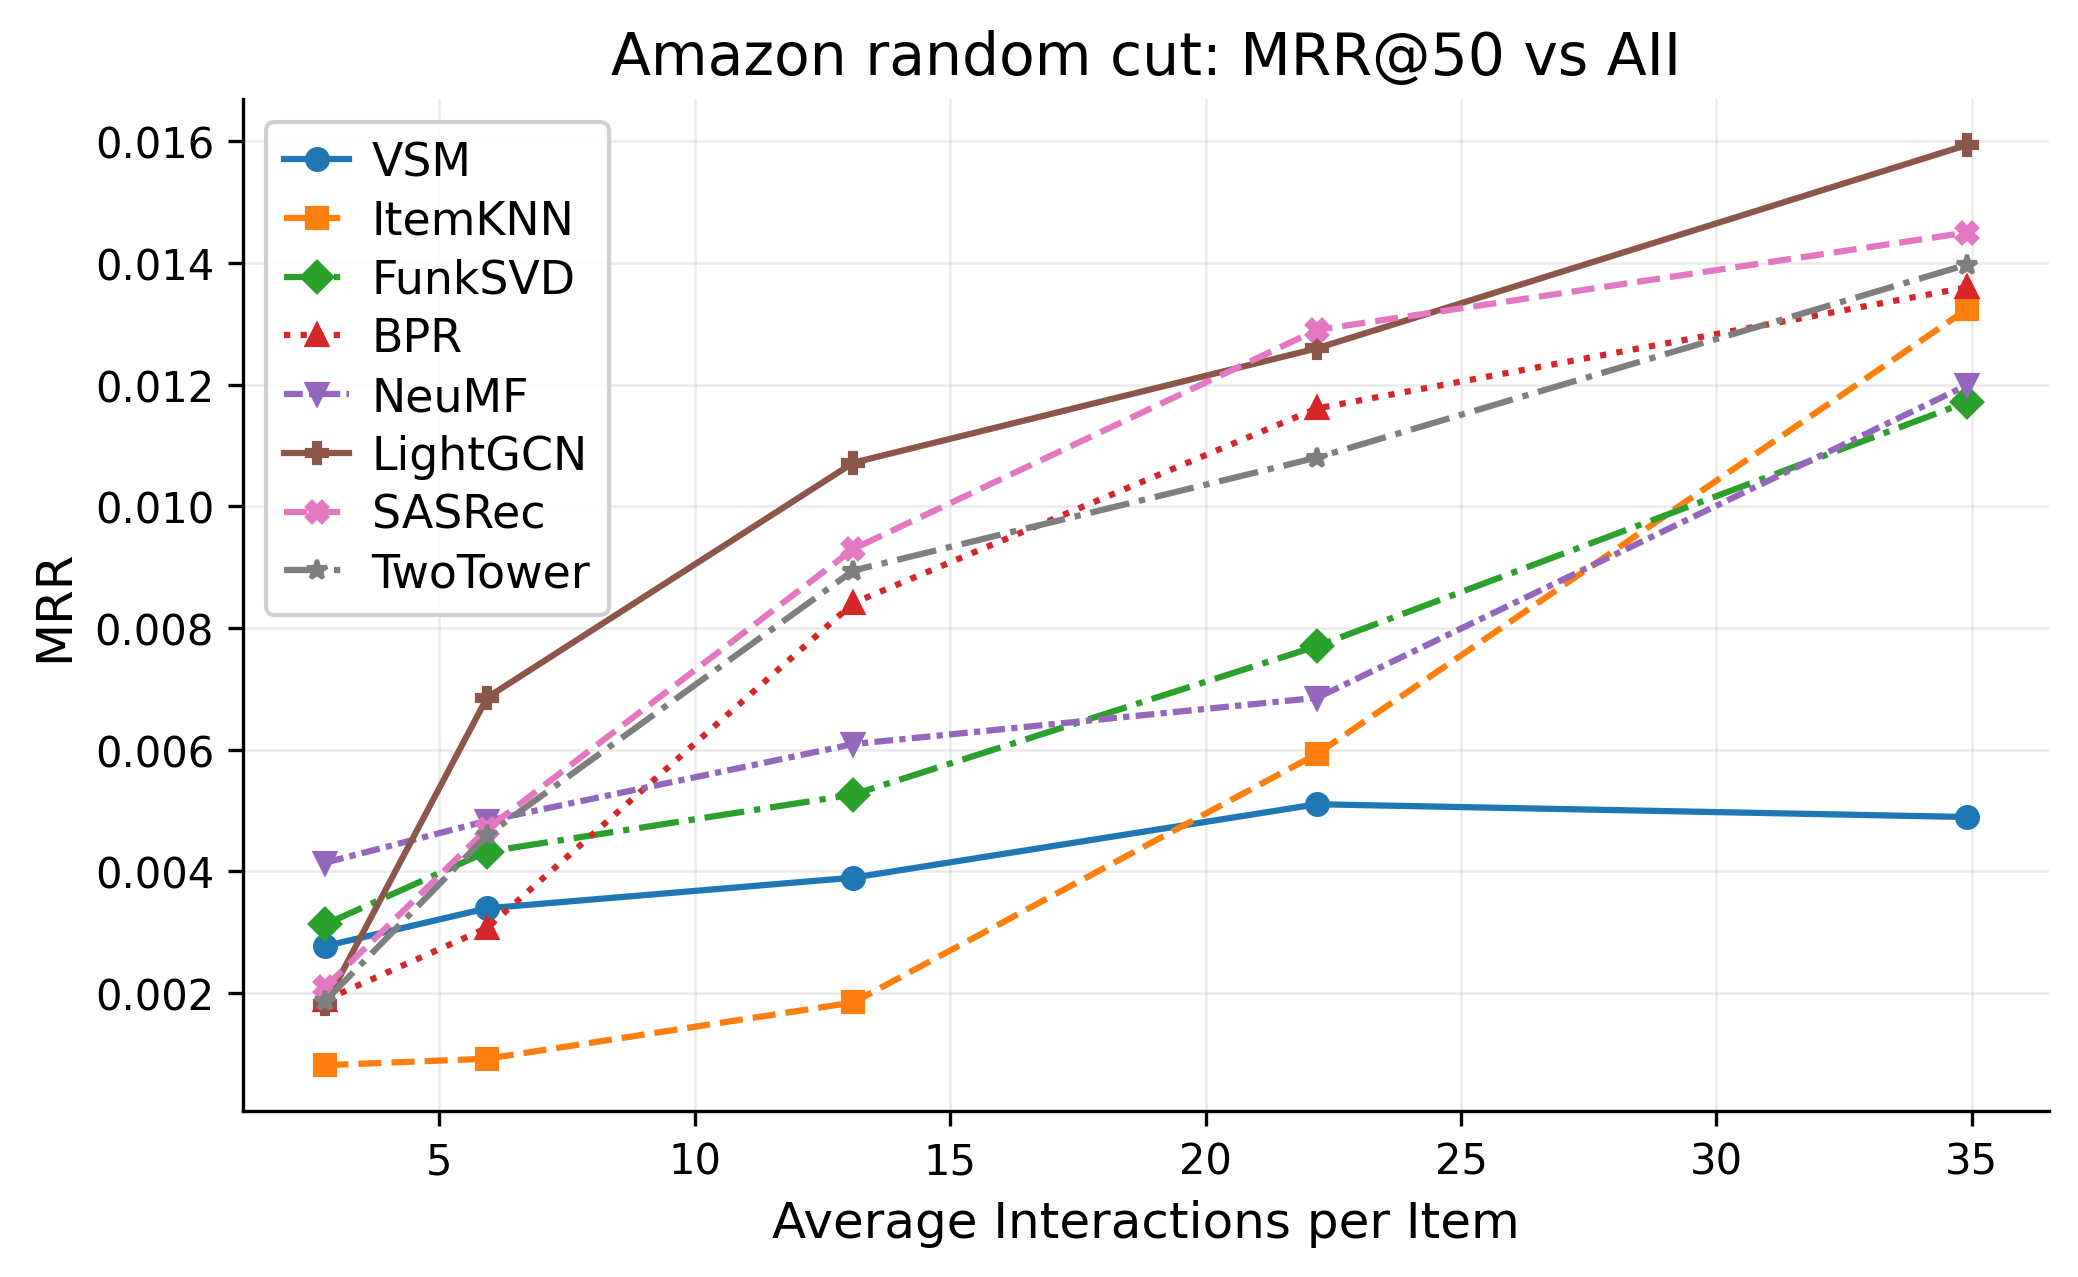 Amazon random cut: MRR@50 vs AII
VSM
ItemKNN
FunkSVD
BPR
NeuMF
LightGCN
SASRec
TwoTower
MRR
0.016
0.014
0.012
0.010
0.008
0.006
0.004
0.002
5 10 15 20 25 30 35
Average Interactions per Item